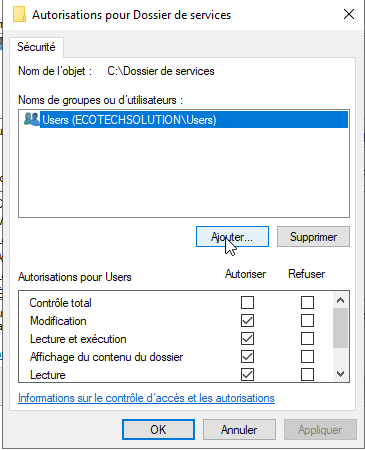 Autorisations pour Dossier de services
Sécurité
Nom de l'objet : C:\Dossier de services
Noms de groupes ou d'utilisateurs :
Users (ECOTECHSOLUTION\Users)
Ajouter... Supprimer
Autorisations pour Users Autoriser Refuser
Contrôle total
Modification
Lecture et exécution
Affichage du contenu du dossier
Lecture
Informations sur le contrôle d'accès et les autorisations
OK Annuler Appliquer